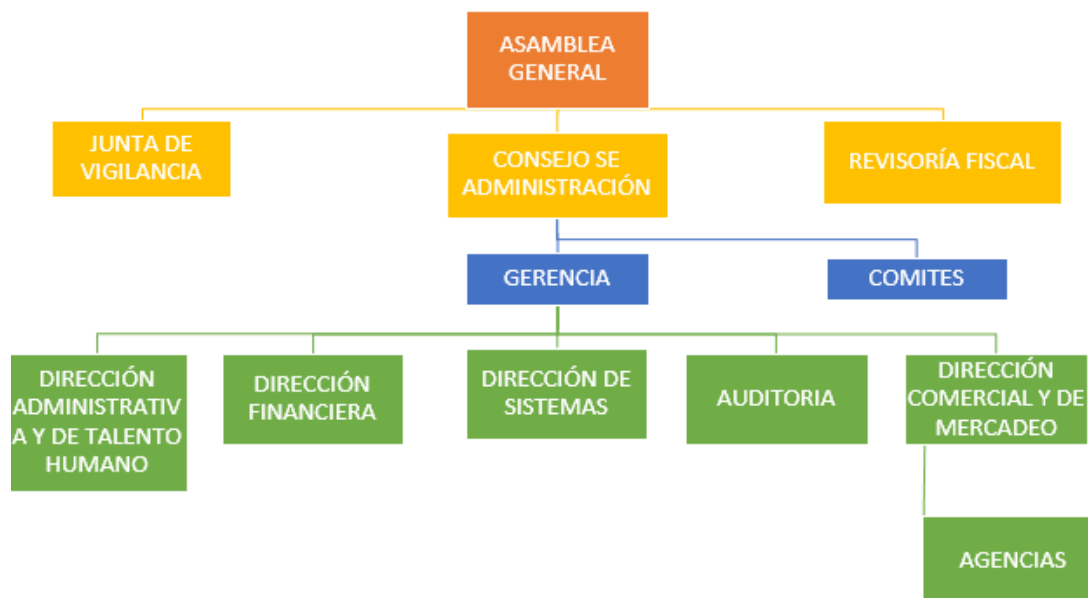 ASAMBLEA
GENERAL
JUNTA DE
VIGILANCIA
CONSEJO SE
ADMINISTRACIÓN
REVISORÍA FISCAL
GERENCIA
COMITES
DIRECCIÓN
ADMINISTRATIV
A Y DE TALENTO
HUMANO
DIRECCIÓN
FINANCIERA
DIRECCIÓN DE
SISTEMAS
AUDITORIA
DIRECCIÓN
COMERCIAL Y DE
MERCADEO
AGENCIAS